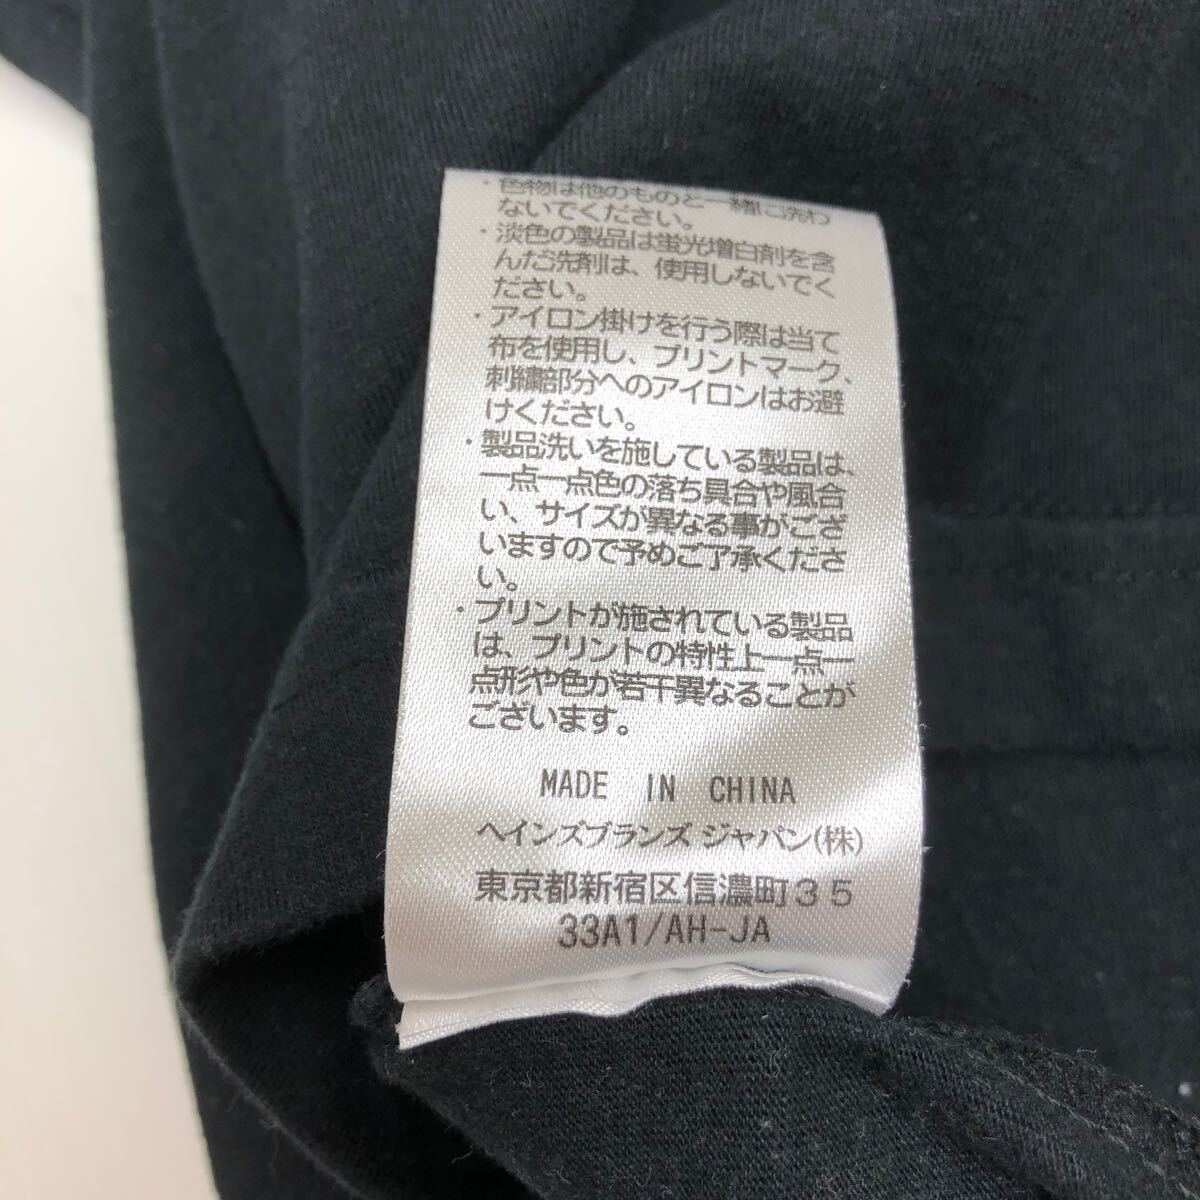 ・色物は他のものと一緒に洗わ
ないでください。
・淡色の製品は蛍光増白剤を含
んだ洗剤は、使用しないでく
ださい。
・アイロン掛けを行う際は当て
布を使用し、プリントマーク、
刺繍部分へのアイロンはお避
けください。
・製品洗いを施している製品は、
一点一点色の落ち具合や風合
い、サイズが異なる事がござ
いますので予めご了承くださ
い。
・プリントが施されている製品
は、プリントの特性上一点一
点形や色が若干異なることが
ございます。
MADE IN CHINA
ヘインズブランズ ジャパン(株)
東京都新宿区信濃町35
33A1/AH-JA